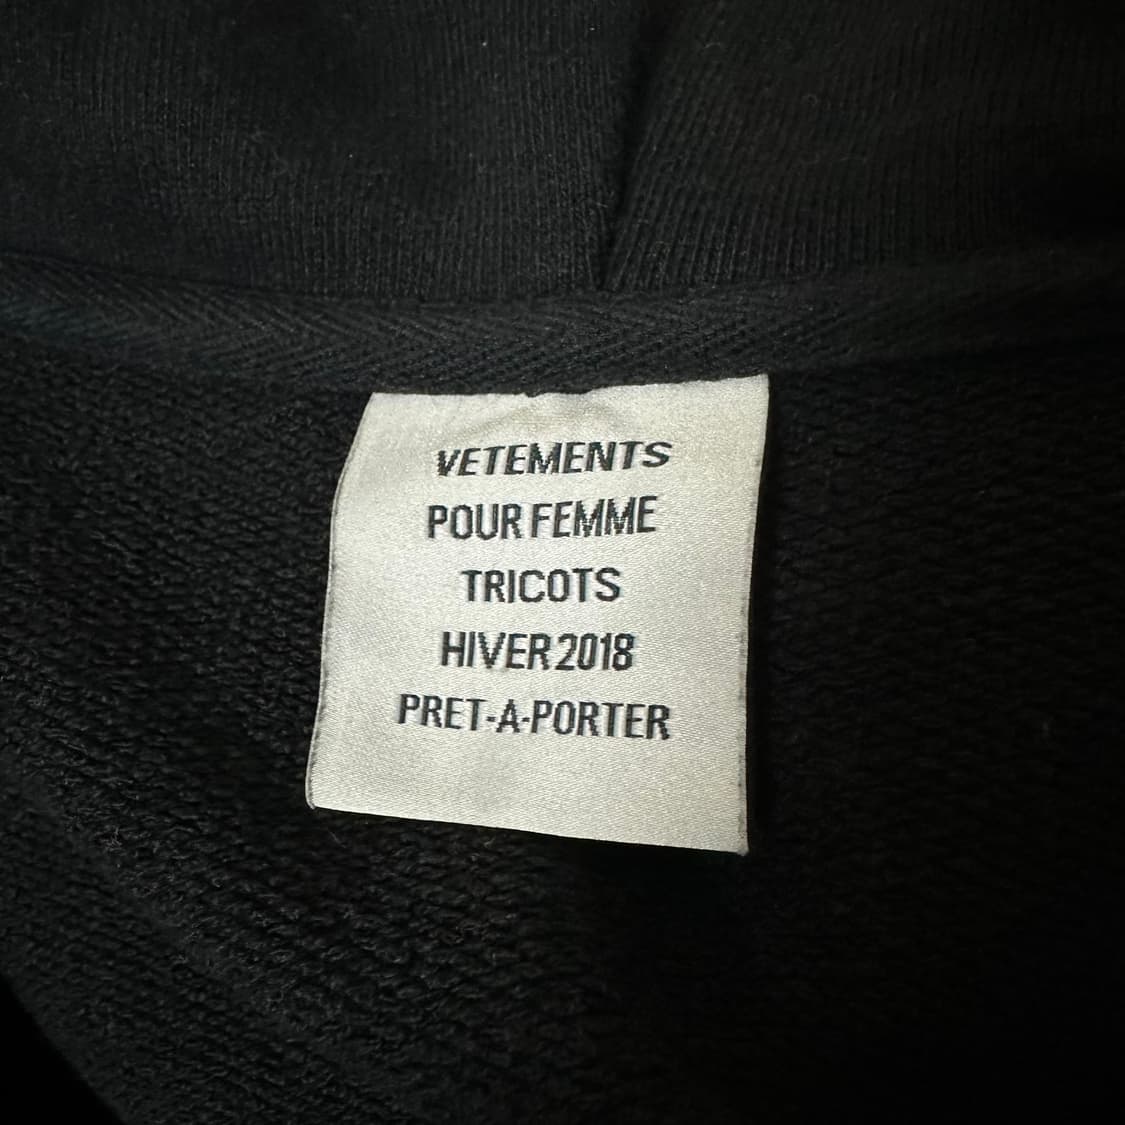 VETEMENTS
POUR FEMME
TRICOTS
HIVER 2018
PRET-A-PORTER